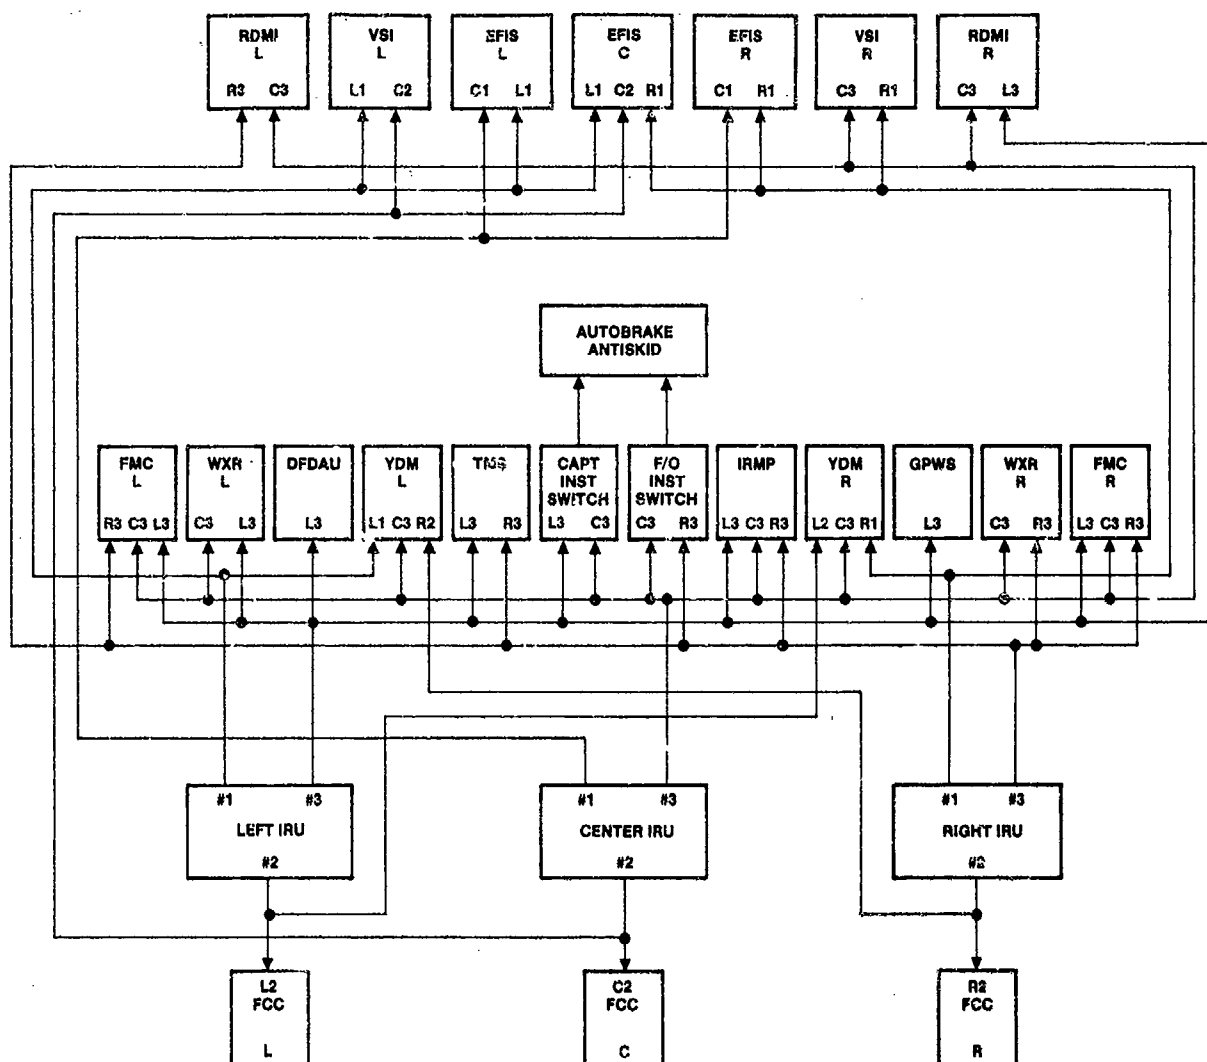 RDMI
L
R3 C3
VSI
L
L1 C2
EFIS
L
C1 L1
EFIS
C
L1 C2 R1
EFIS
R
C1 R1
VSI
R
C3 R1
RDMI
R
C3 L3
AUTOBRAKE
ANTISKID
FMC
L
R3 C3 L3
WXR
L
C3 L3
DFDAU
L3
YDM
L
L1 C3 R2
TMS
L3 R3
CAPT
INST
SWITCH
L3 C3
F/O
INST
SWITCH
C3 R3
IRMP
L3 C3 R3
YDM
R
L2 C3 R1
GPWS
L3
WXR
R
C3 R3
FMC
R
L3 C3 R3
#1 #3
LEFT IRU
#2
#1 #3
CENTER IRU
#2
#1 #3
RIGHT IRU
#2
L2
FCC
L
C2
FCC
C
R2
FCC
R